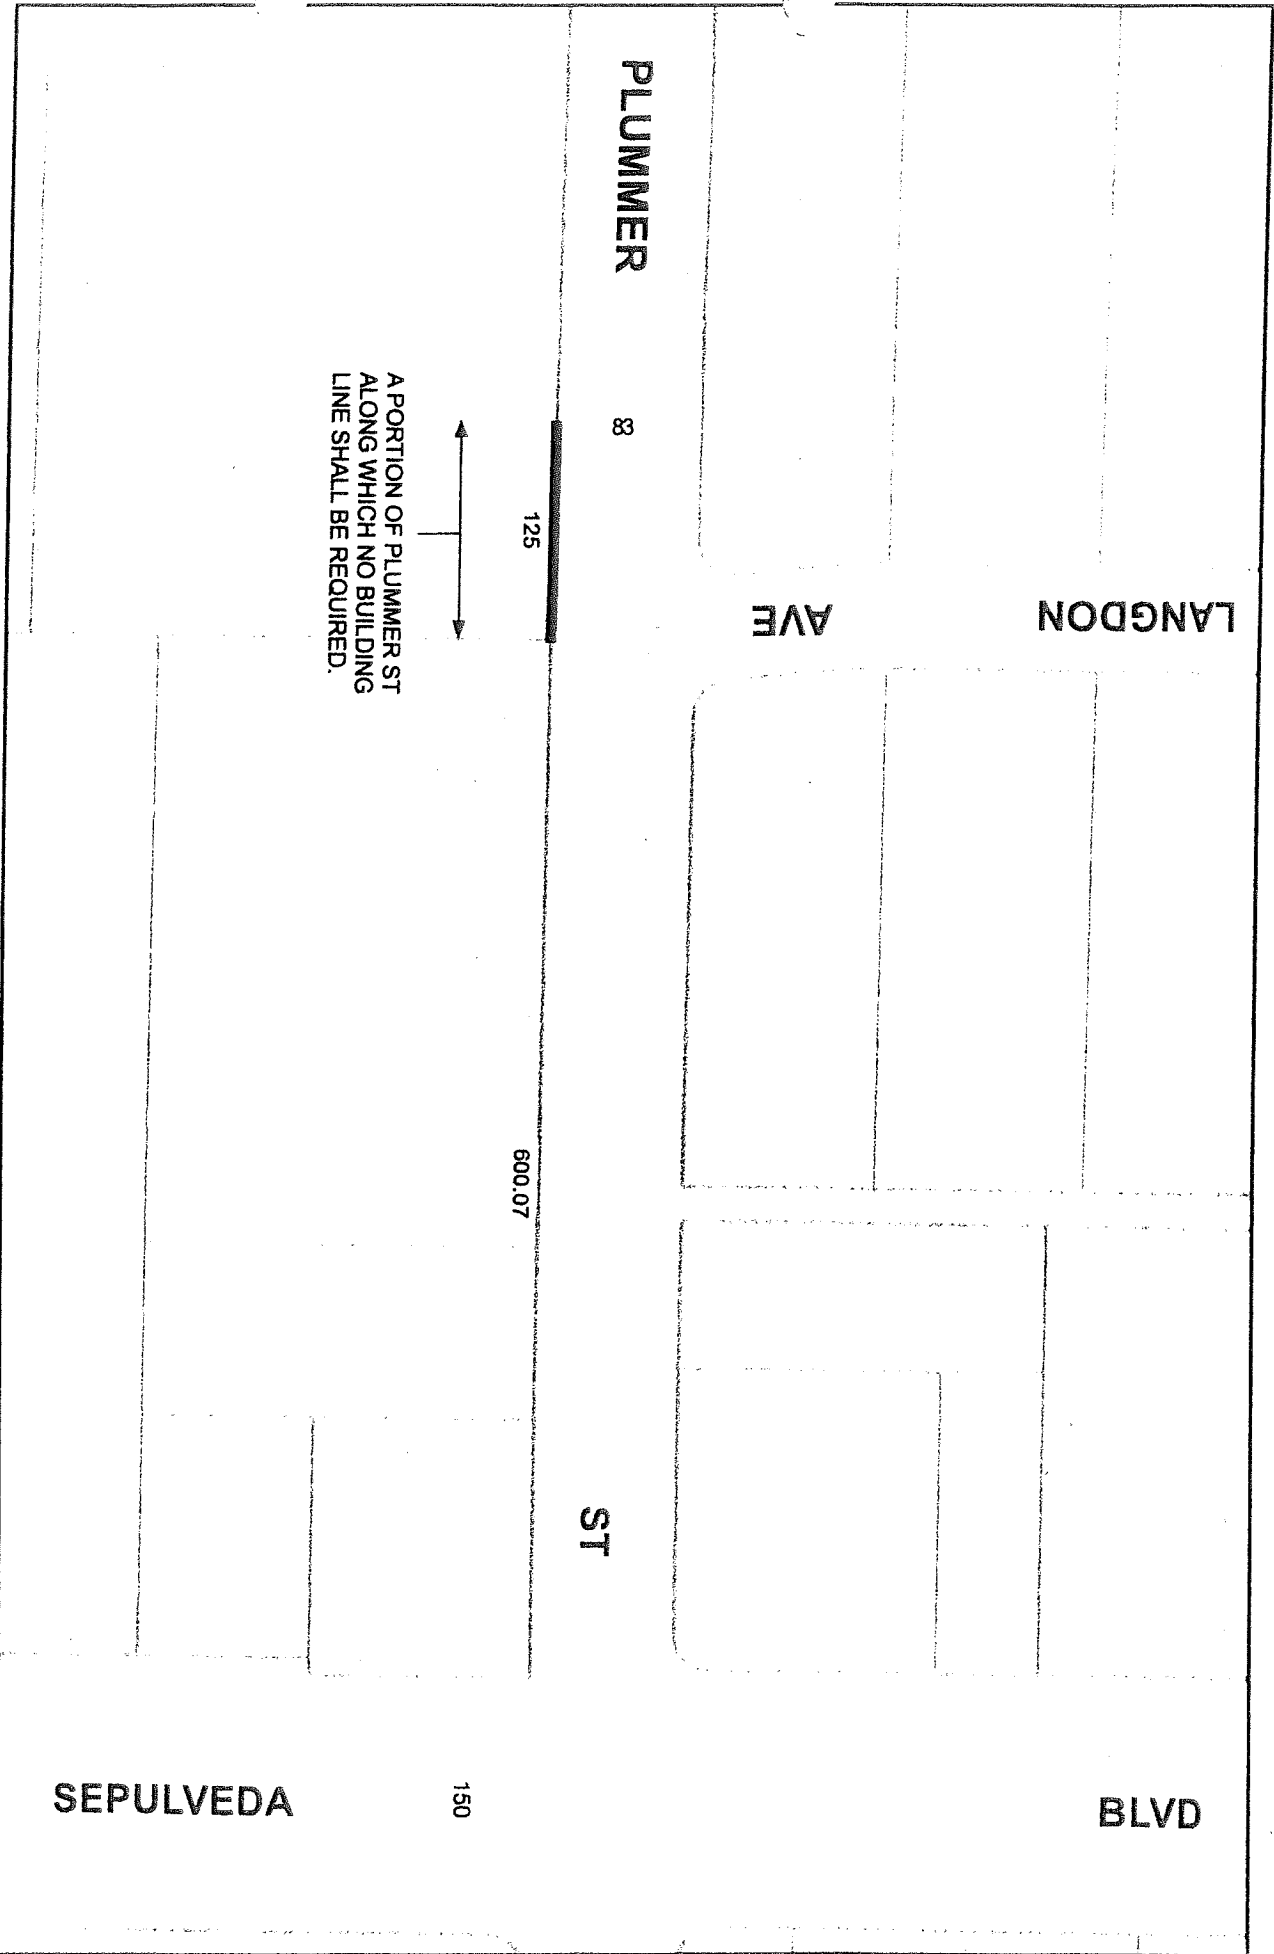 LANGDON
AVE
PLUMMER
ST
83
125
600.07
A PORTION OF PLUMMER ST
ALONG WHICH NO BUILDING
LINE SHALL BE REQUIRED.
SEPULVEDA
150
BLVD